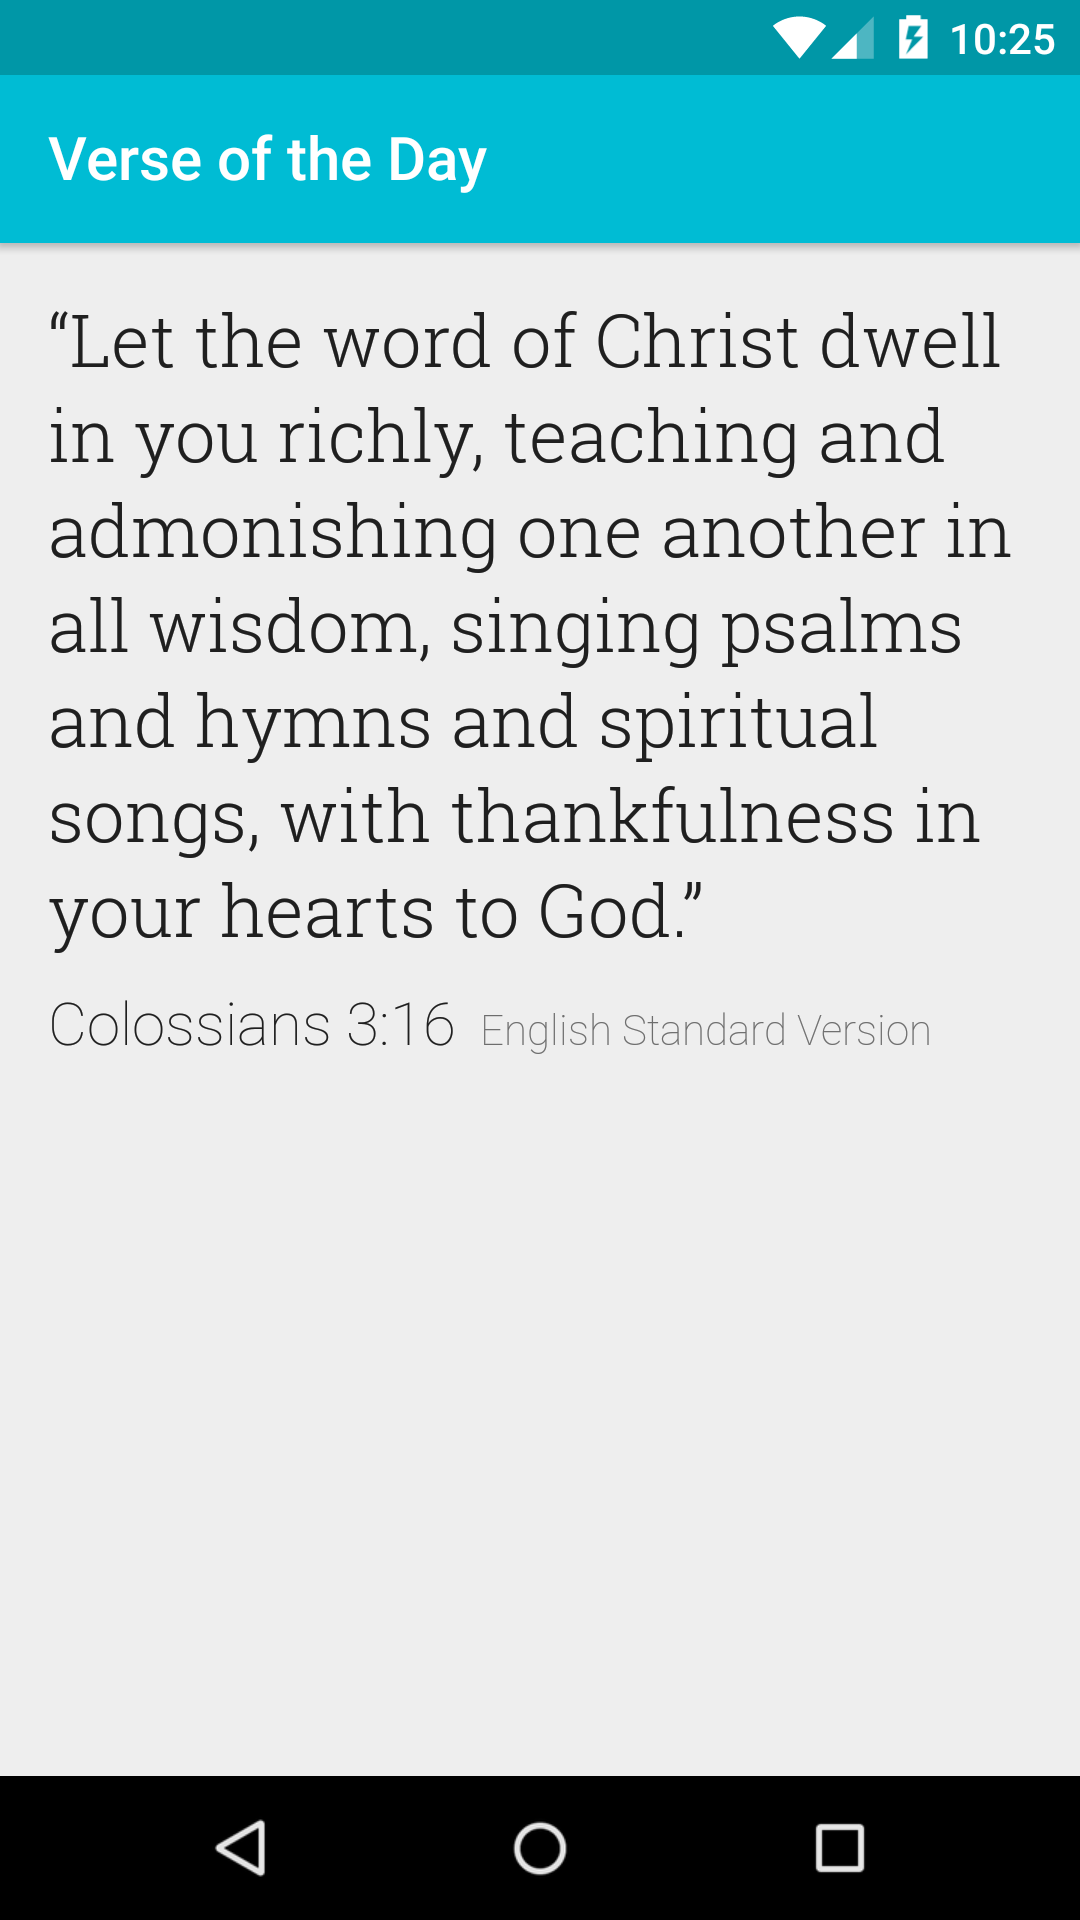 10:25
Verse of the Day
“Let the word of Christ dwell
in you richly, teaching and
admonishing one another in
all wisdom, singing psalms
and hymns and spiritual
songs, with thankfulness in
your hearts to God.”
Colossians 3:16 English Standard Version